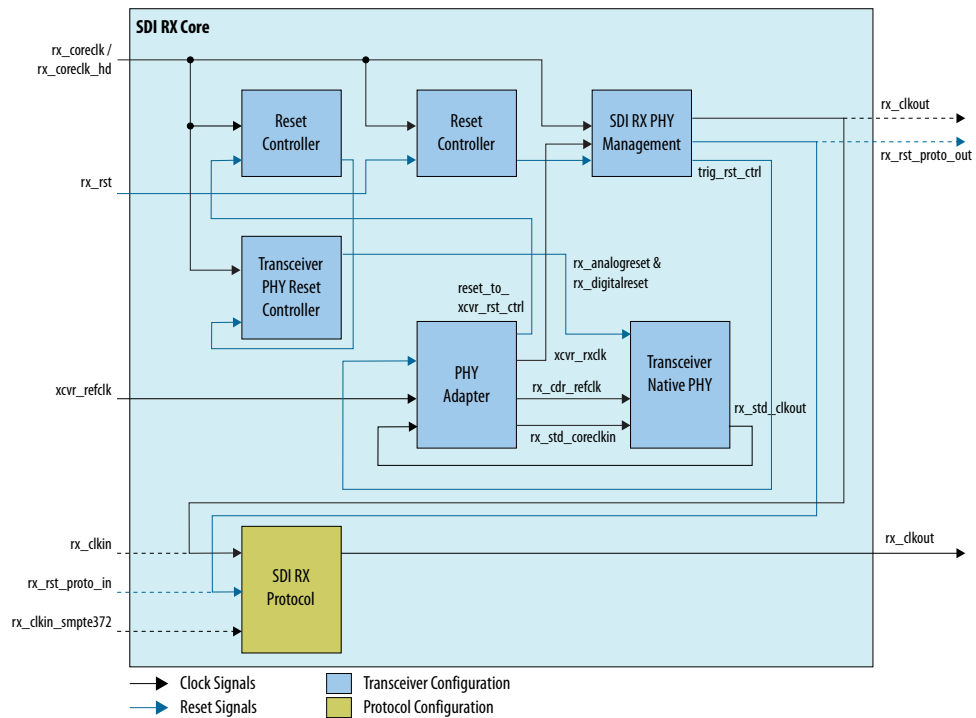 SDI RX Core
rx_coreclk /
rx_coreclk_hd
Reset
Controller
Reset
Controller
SDI RX PHY
Management
rx_clkout
rx_rst_proto_out
trig_rst_ctrl
rx_rst
Transceiver
PHY Reset
Controller
rx_analogreset &
rx_digitalreset
reset_to_
xcvr_rst_ctrl
PHY
Adapter
xcvr_rxclk
Transceiver
Native PHY
xcvr_refclk
rx_cdr_refclk
rx_std_clkout
rx_std_coreclkin
rx_clkin
rx_clkout
SDI RX
Protocol
rx_rst_proto_in
rx_clkin_smpte372
Clock Signals
Transceiver Configuration
Reset Signals
Protocol Configuration